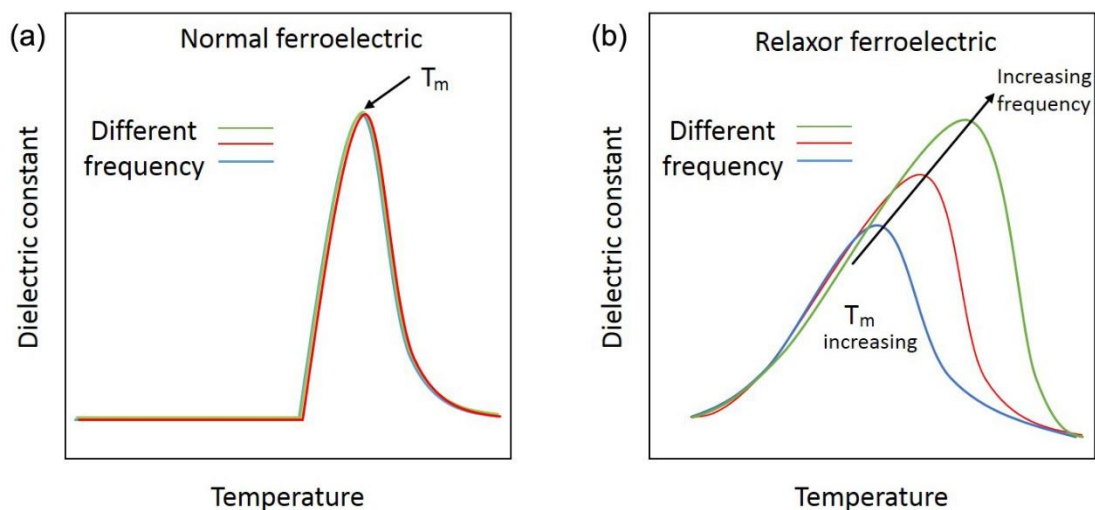 (a)
Normal ferroelectric
Tm
Different
frequency
Dielectric constant
Temperature
(b)
Relaxor ferroelectric
Increasing
frequency
Different
frequency
Tm
increasing
Dielectric constant
Temperature